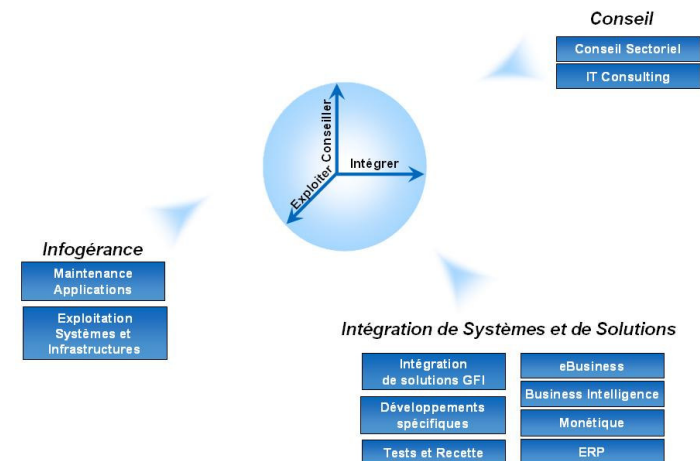 Conseil
Conseil Sectoriel
IT Consulting
Conseiller
Intégrer
Exploiter
Infogérance
Maintenance
Applications
Exploitation
Systèmes et
Infrastructures
Intégration de Systèmes et de Solutions
Intégration
de solutions GFI
Développements
spécifiques
Tests et Recette
eBusiness
Business Intelligence
Monétique
ERP